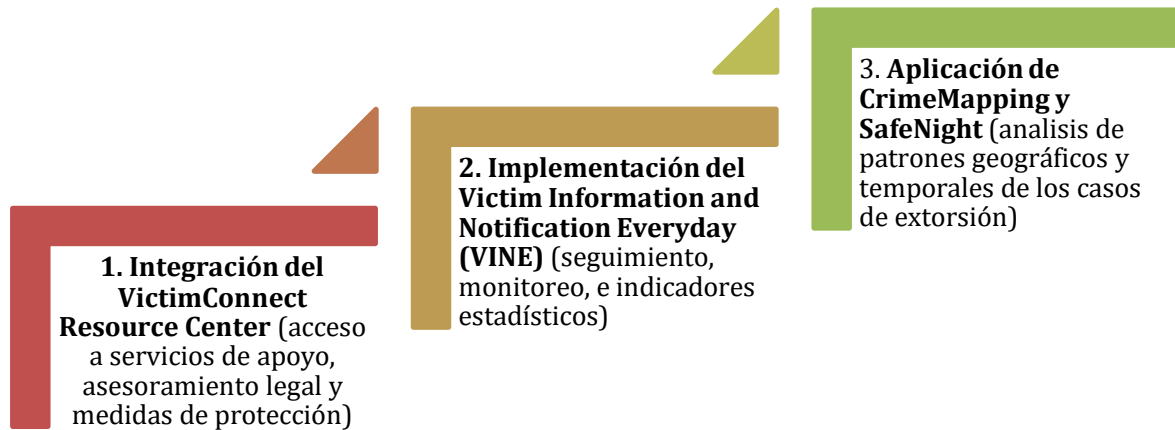 1. Integración del
VictimConnect
Resource Center (acceso
a servicios de apoyo,
asesoramiento legal y
medidas de protección)
2. Implementación del
Victim Information and
Notification Everyday
(VINE) (seguimiento,
monitoreo, e indicadores
estadísticos)
3. Aplicación de
CrimeMapping y
SafeNight (analisis de
patrones geográficos y
temporales de los casos
de extorsión)